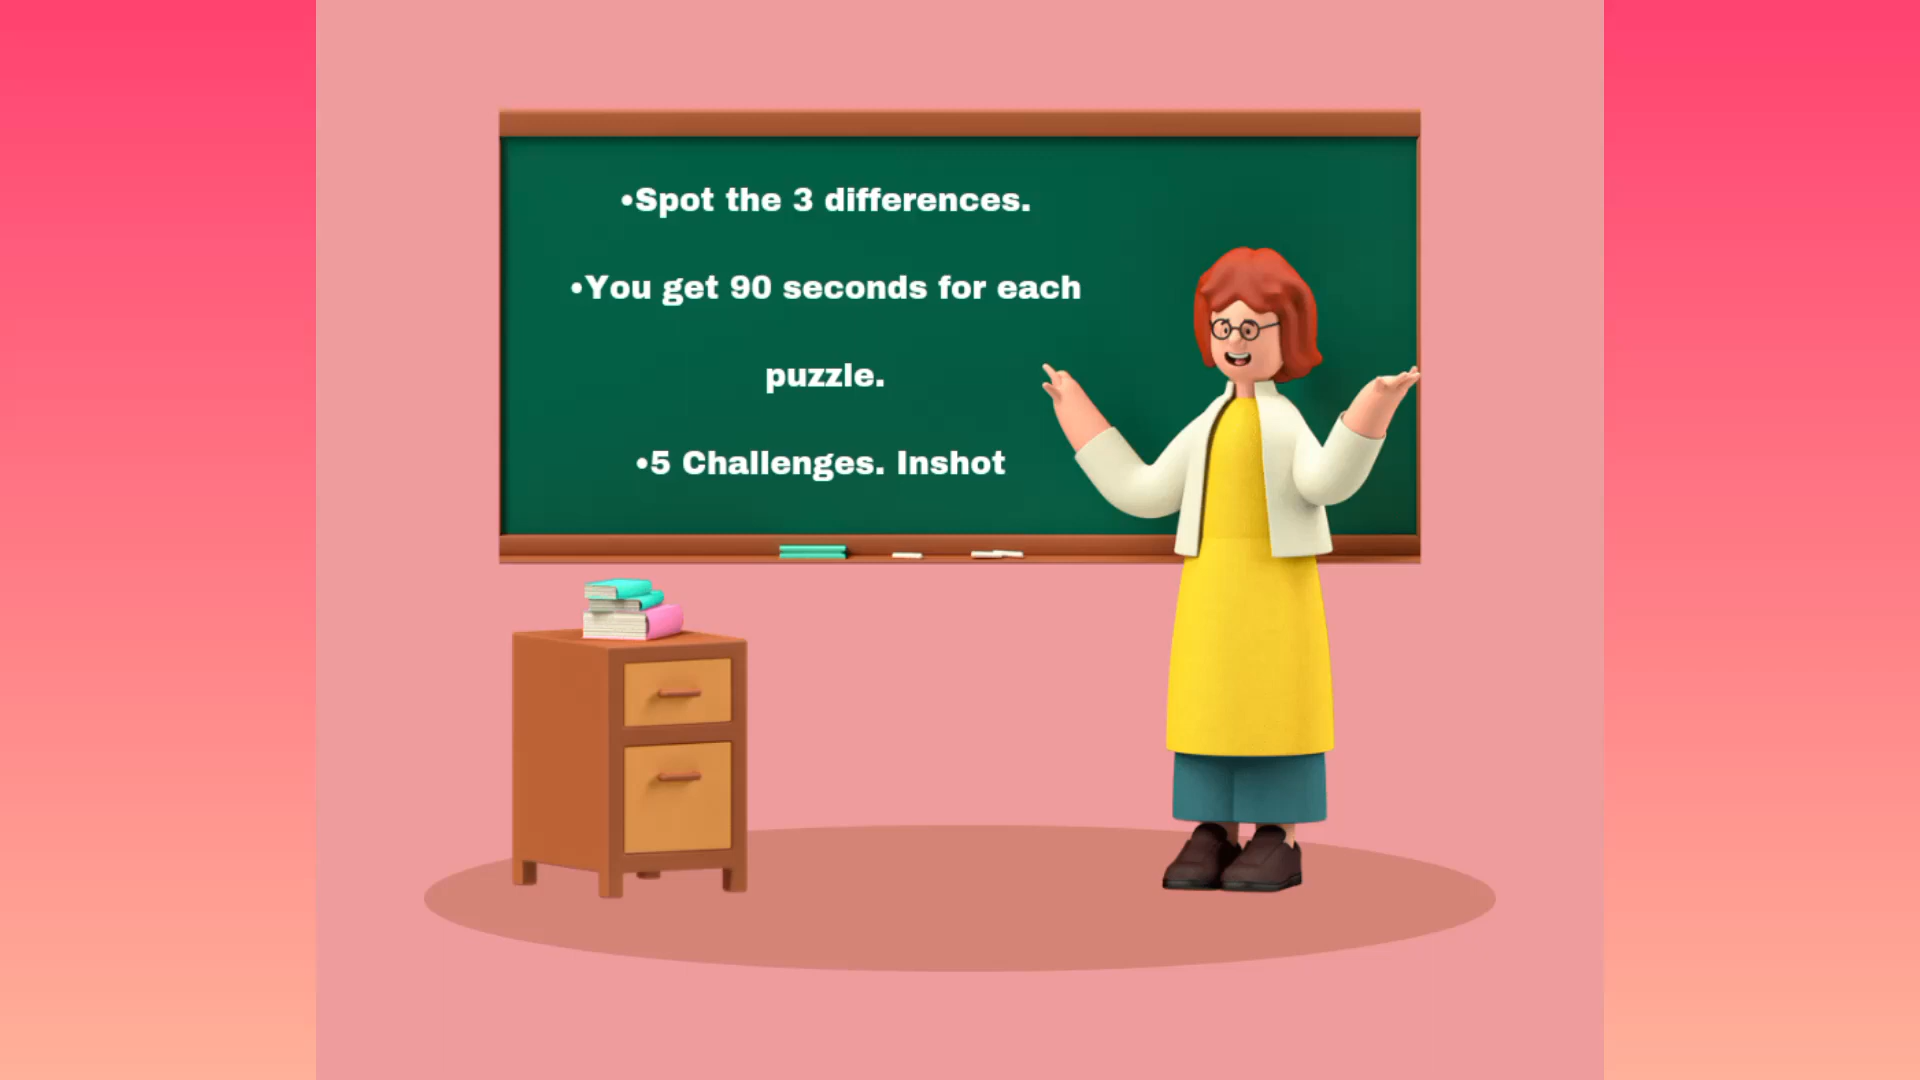 •Spot the 3 differences.
•You get 90 seconds for each
puzzle.
•5 Challenges. Inshot